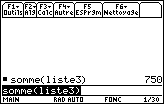 F1▾ F2▾ F3▾ F4▾ F5 F6▾
Outils Alg Calc Autre ESPrgm Nettoyage
▪ somme(liste3) 750
somme(liste3)
MAIN RAD AUTO FONC 1/30